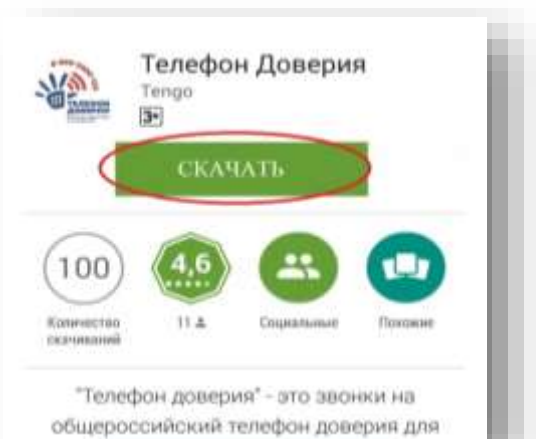 Телефон Доверия
Tengo
3+
СКАЧАТЬ
100
4,6
Количество скачиваний
11
Социальные
Похожие
"Телефон доверия" - это звонки на
общероссийский телефон доверия для